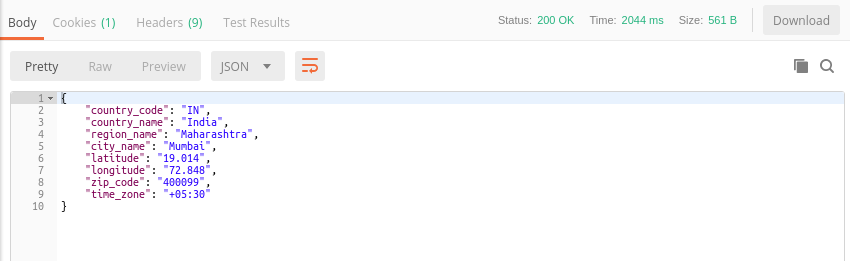 Body Cookies (1) Headers (9) Test Results Status: 200 OK Time: 2044 ms Size: 561 B Download
Pretty Raw Preview JSON
1 {
2 "country_code": "IN",
3 "country_name": "India",
4 "region_name": "Maharashtra",
5 "city_name": "Mumbai",
6 "latitude": "19.014",
7 "longitude": "72.848",
8 "zip_code": "400099",
9 "time_zone": "+05:30"
10 }